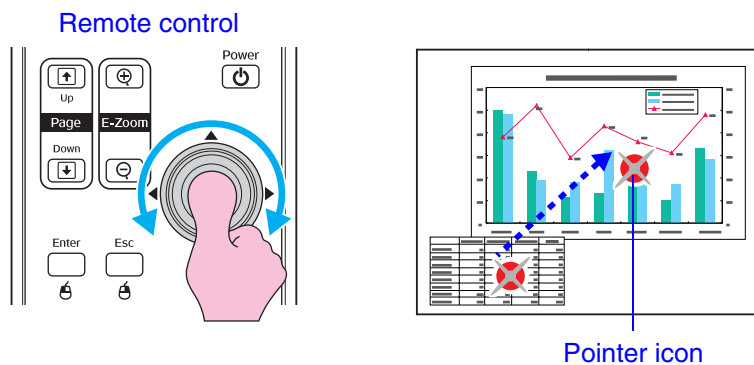 Remote control
Power
Up
Page
E-Zoom
Down
Enter
Esc
Pointer icon